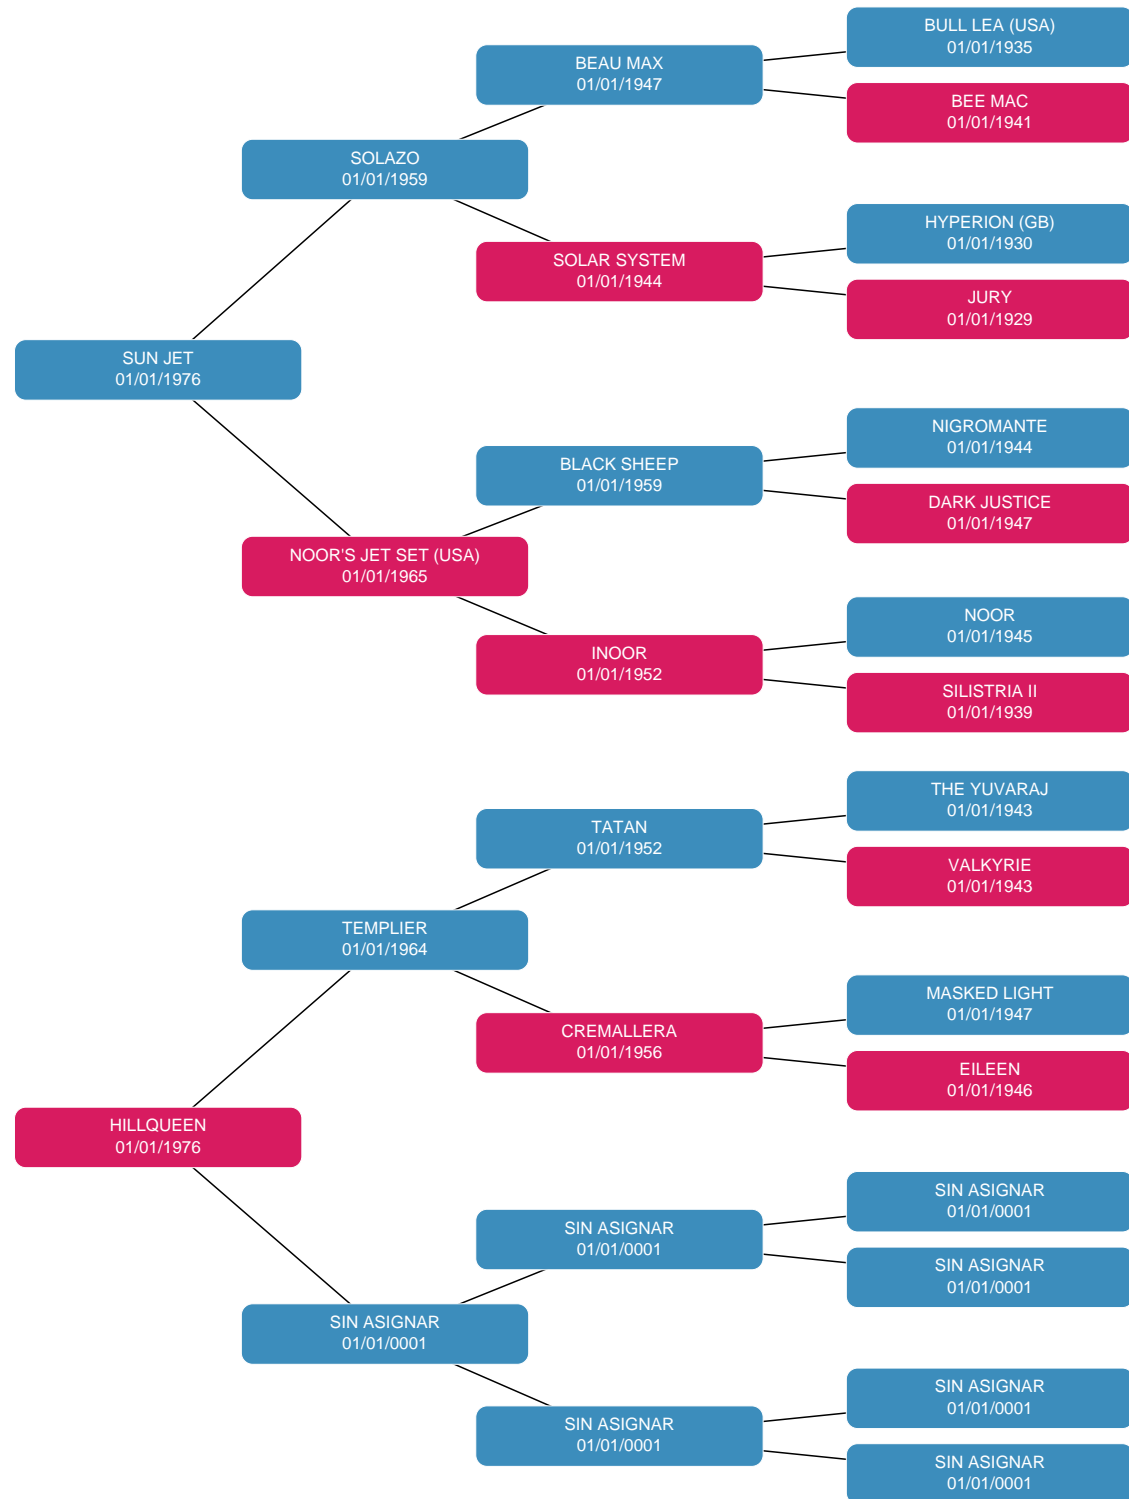 BULL LEA (USA)
01/01/1935
BEAU MAX
01/01/1947
BEE MAC
01/01/1941
SOLAZO
01/01/1959
HYPERION (GB)
01/01/1930
SOLAR SYSTEM
01/01/1944
JURY
01/01/1929
SUN JET
01/01/1976
NIGROMANTE
01/01/1944
BLACK SHEEP
01/01/1959
DARK JUSTICE
01/01/1947
NOOR'S JET SET (USA)
01/01/1965
NOOR
01/01/1945
INOOR
01/01/1952
SILISTRIA II
01/01/1939
THE YUVARAJ
01/01/1943
TATAN
01/01/1952
VALKYRIE
01/01/1943
TEMPLIER
01/01/1964
MASKED LIGHT
01/01/1947
CREMALLERA
01/01/1956
EILEEN
01/01/1946
HILLQUEEN
01/01/1976
SIN ASIGNAR
01/01/0001
SIN ASIGNAR
01/01/0001
SIN ASIGNAR
01/01/0001
SIN ASIGNAR
01/01/0001
SIN ASIGNAR
01/01/0001
SIN ASIGNAR
01/01/0001
SIN ASIGNAR
01/01/0001